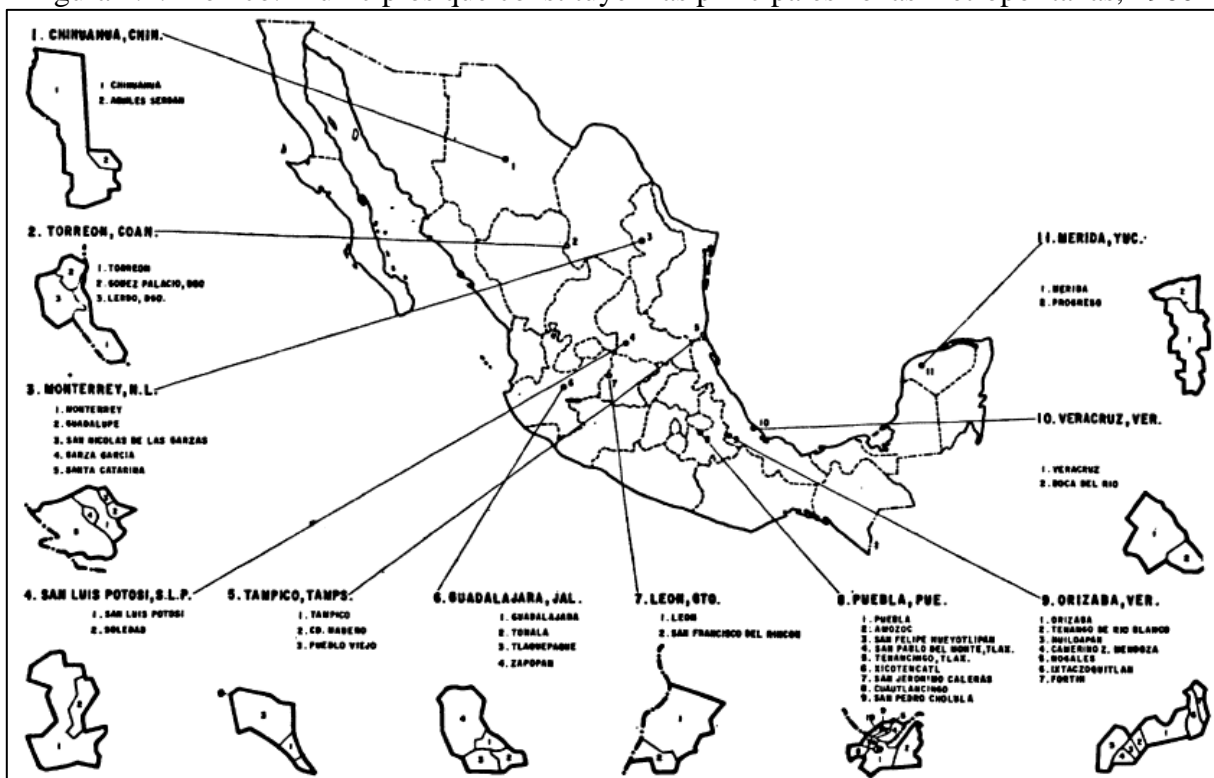 1. CHIHUAHUA, CHIN.
1 CHIHUAHUA
2. AQUILES SERDAN
2. TORREON, COAH.
1. TORREON
2. GOMEZ PALACIO, DGO
3. LERDO, DGO.
3. MONTERREY, N.L.
1. MONTERREY
2. GUADALUPE
3 SAN NICOLAS DE LAS GARZAS
4 GARZA GARCIA
5 SANTA CATARINA
4. SAN LUIS POTOSI, S.L.P.
1 SAN LUIS POTOSI
2. SOLEDAD
5. TAMPICO, TAMPS.
1. TAMPICO
2. CD. MADERO
3. PUEBLO VIEJO
6. GUADALAJARA, JAL.
1. GUADALAJARA
2. TONALA
3. TLAQUEPAQUE
4. ZAPOPAN
7. LEON, GTO.
1. LEON
2. SAN FRANCISCO DEL RINCON
8. PUEBLA, PUE.
1. PUEBLA
2. AMOZOC
3 SAN FELIPE HUEYOTLIPAN
4 SAN PABLO DEL MONTE, TLAX.
5. TENANCINGO, TLAX.
6 XICOTENCATL
7 SAN JERONIMO CALERAS
8 CUAUTLANCINGO
9 SAN PEDRO CHOLULA
9. ORIZABA, VER.
1. ORIZABA
2. TENANGO DE RIO BLANCO
3. HUILOAPAN
4. CAMERINO Z. MENDOZA
5 NOGALES
6 IXTACZOQUITLAN
7. FORTIN
10. VERACRUZ, VER.
1. VERACRUZ
2. BOCA DEL RIO
11. MERIDA, YUC.
1. MERIDA
2. PROGRESO